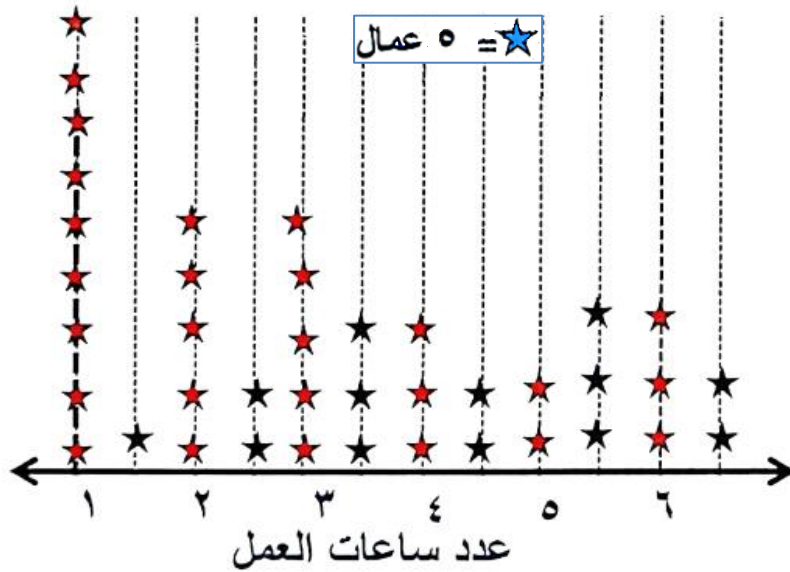 = ٥ عمال
١ ٢ ٣ ٤ ٥ ٦
عدد ساعات العمل